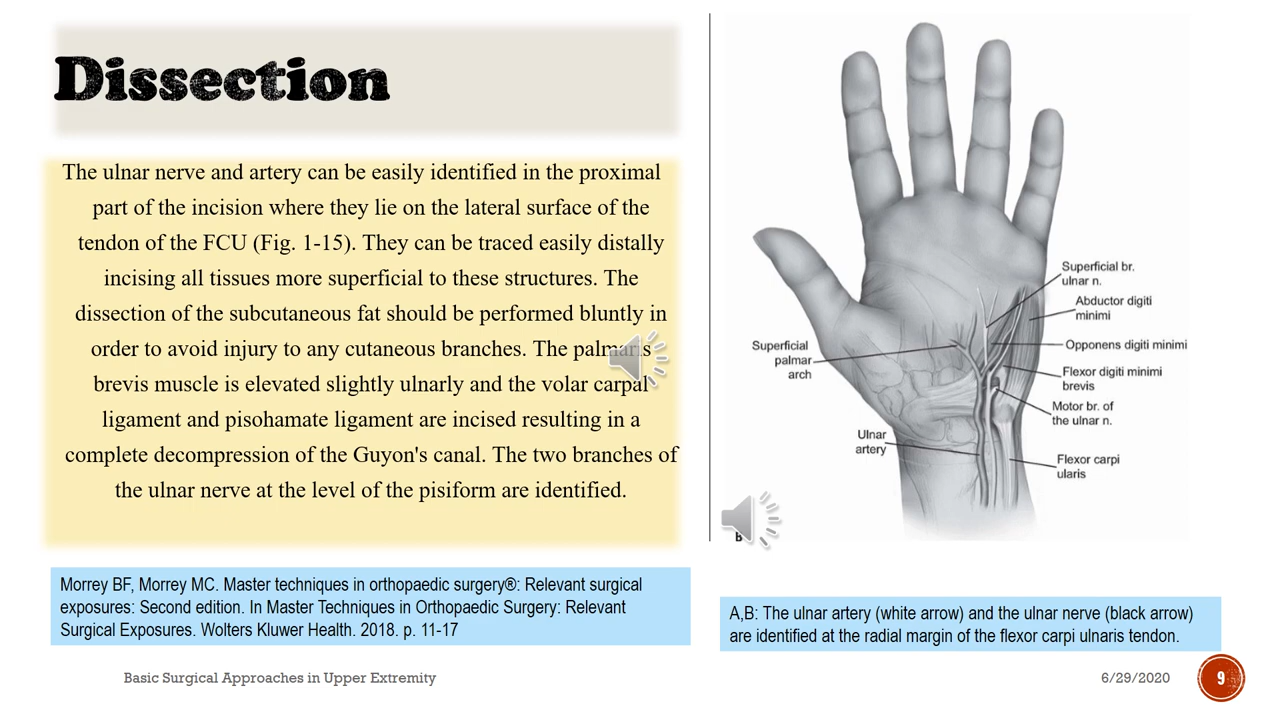 Dissection
The ulnar nerve and artery can be easily identified in the proximal
part of the incision where they lie on the lateral surface of the
tendon of the FCU (Fig. 1-15). They can be traced easily distally
incising all tissues more superficial to these structures. The
dissection of the subcutaneous fat should be performed bluntly in
order to avoid injury to any cutaneous branches. The palmaris
brevis muscle is elevated slightly ulnarly and the volar carpal
ligament and pisohamate ligament are incised resulting in a
complete decompression of the Guyon's canal. The two branches of
the ulnar nerve at the level of the pisiform are identified.
Morrey BF, Morrey MC. Master techniques in orthopaedic surgery®: Relevant surgical
exposures: Second edition. In Master Techniques in Orthopaedic Surgery: Relevant
Surgical Exposures. Wolters Kluwer Health. 2018. p. 11-17
Superficial br.
ulnar n.
Abductor digiti
minimi
Opponens digiti minimi
Flexor digiti minimi
brevis
Motor br. of
the ulnar n.
Flexor carpi
ularis
Superficial
palmar
arch
Ulnar
artery
B
A,B: The ulnar artery (white arrow) and the ulnar nerve (black arrow)
are identified at the radial margin of the flexor carpi ulnaris tendon.
Basic Surgical Approaches in Upper Extremity
6/29/2020
9